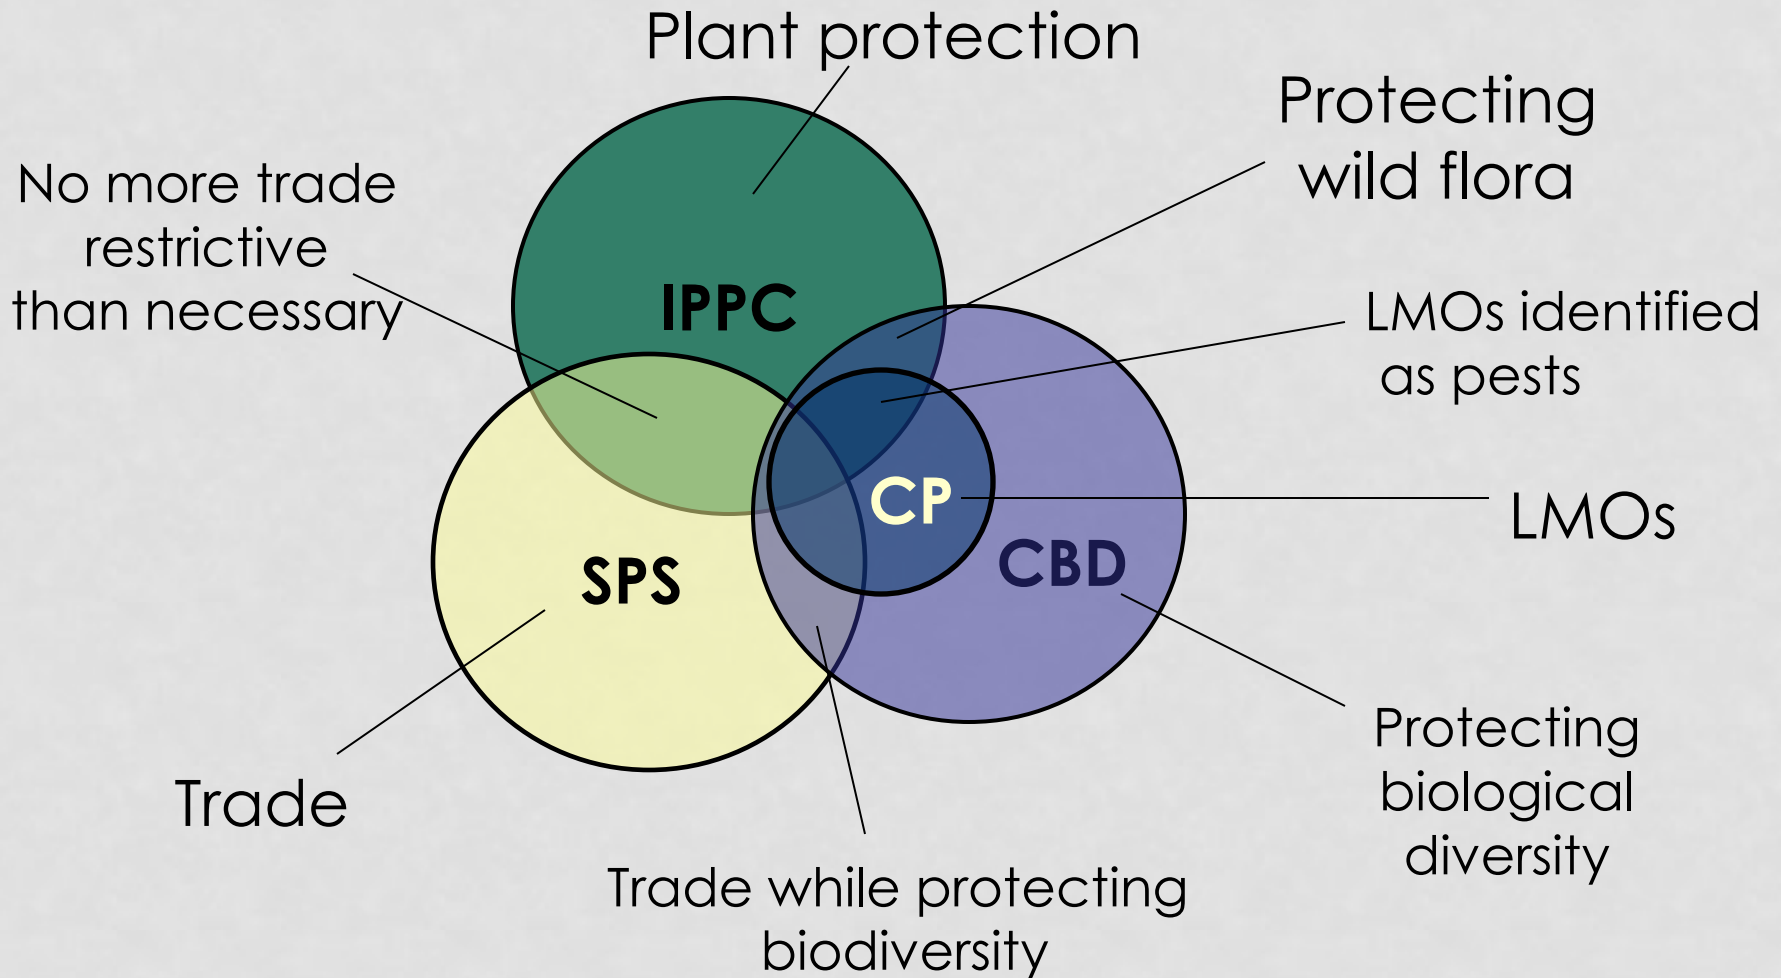 Plant protection
Protecting
wild flora
No more trade
restrictive
than necessary
IPPC
LMOs identified
as pests
CP
LMOs
CBD
SPS
Trade
Protecting
biological
diversity
Trade while protecting
biodiversity